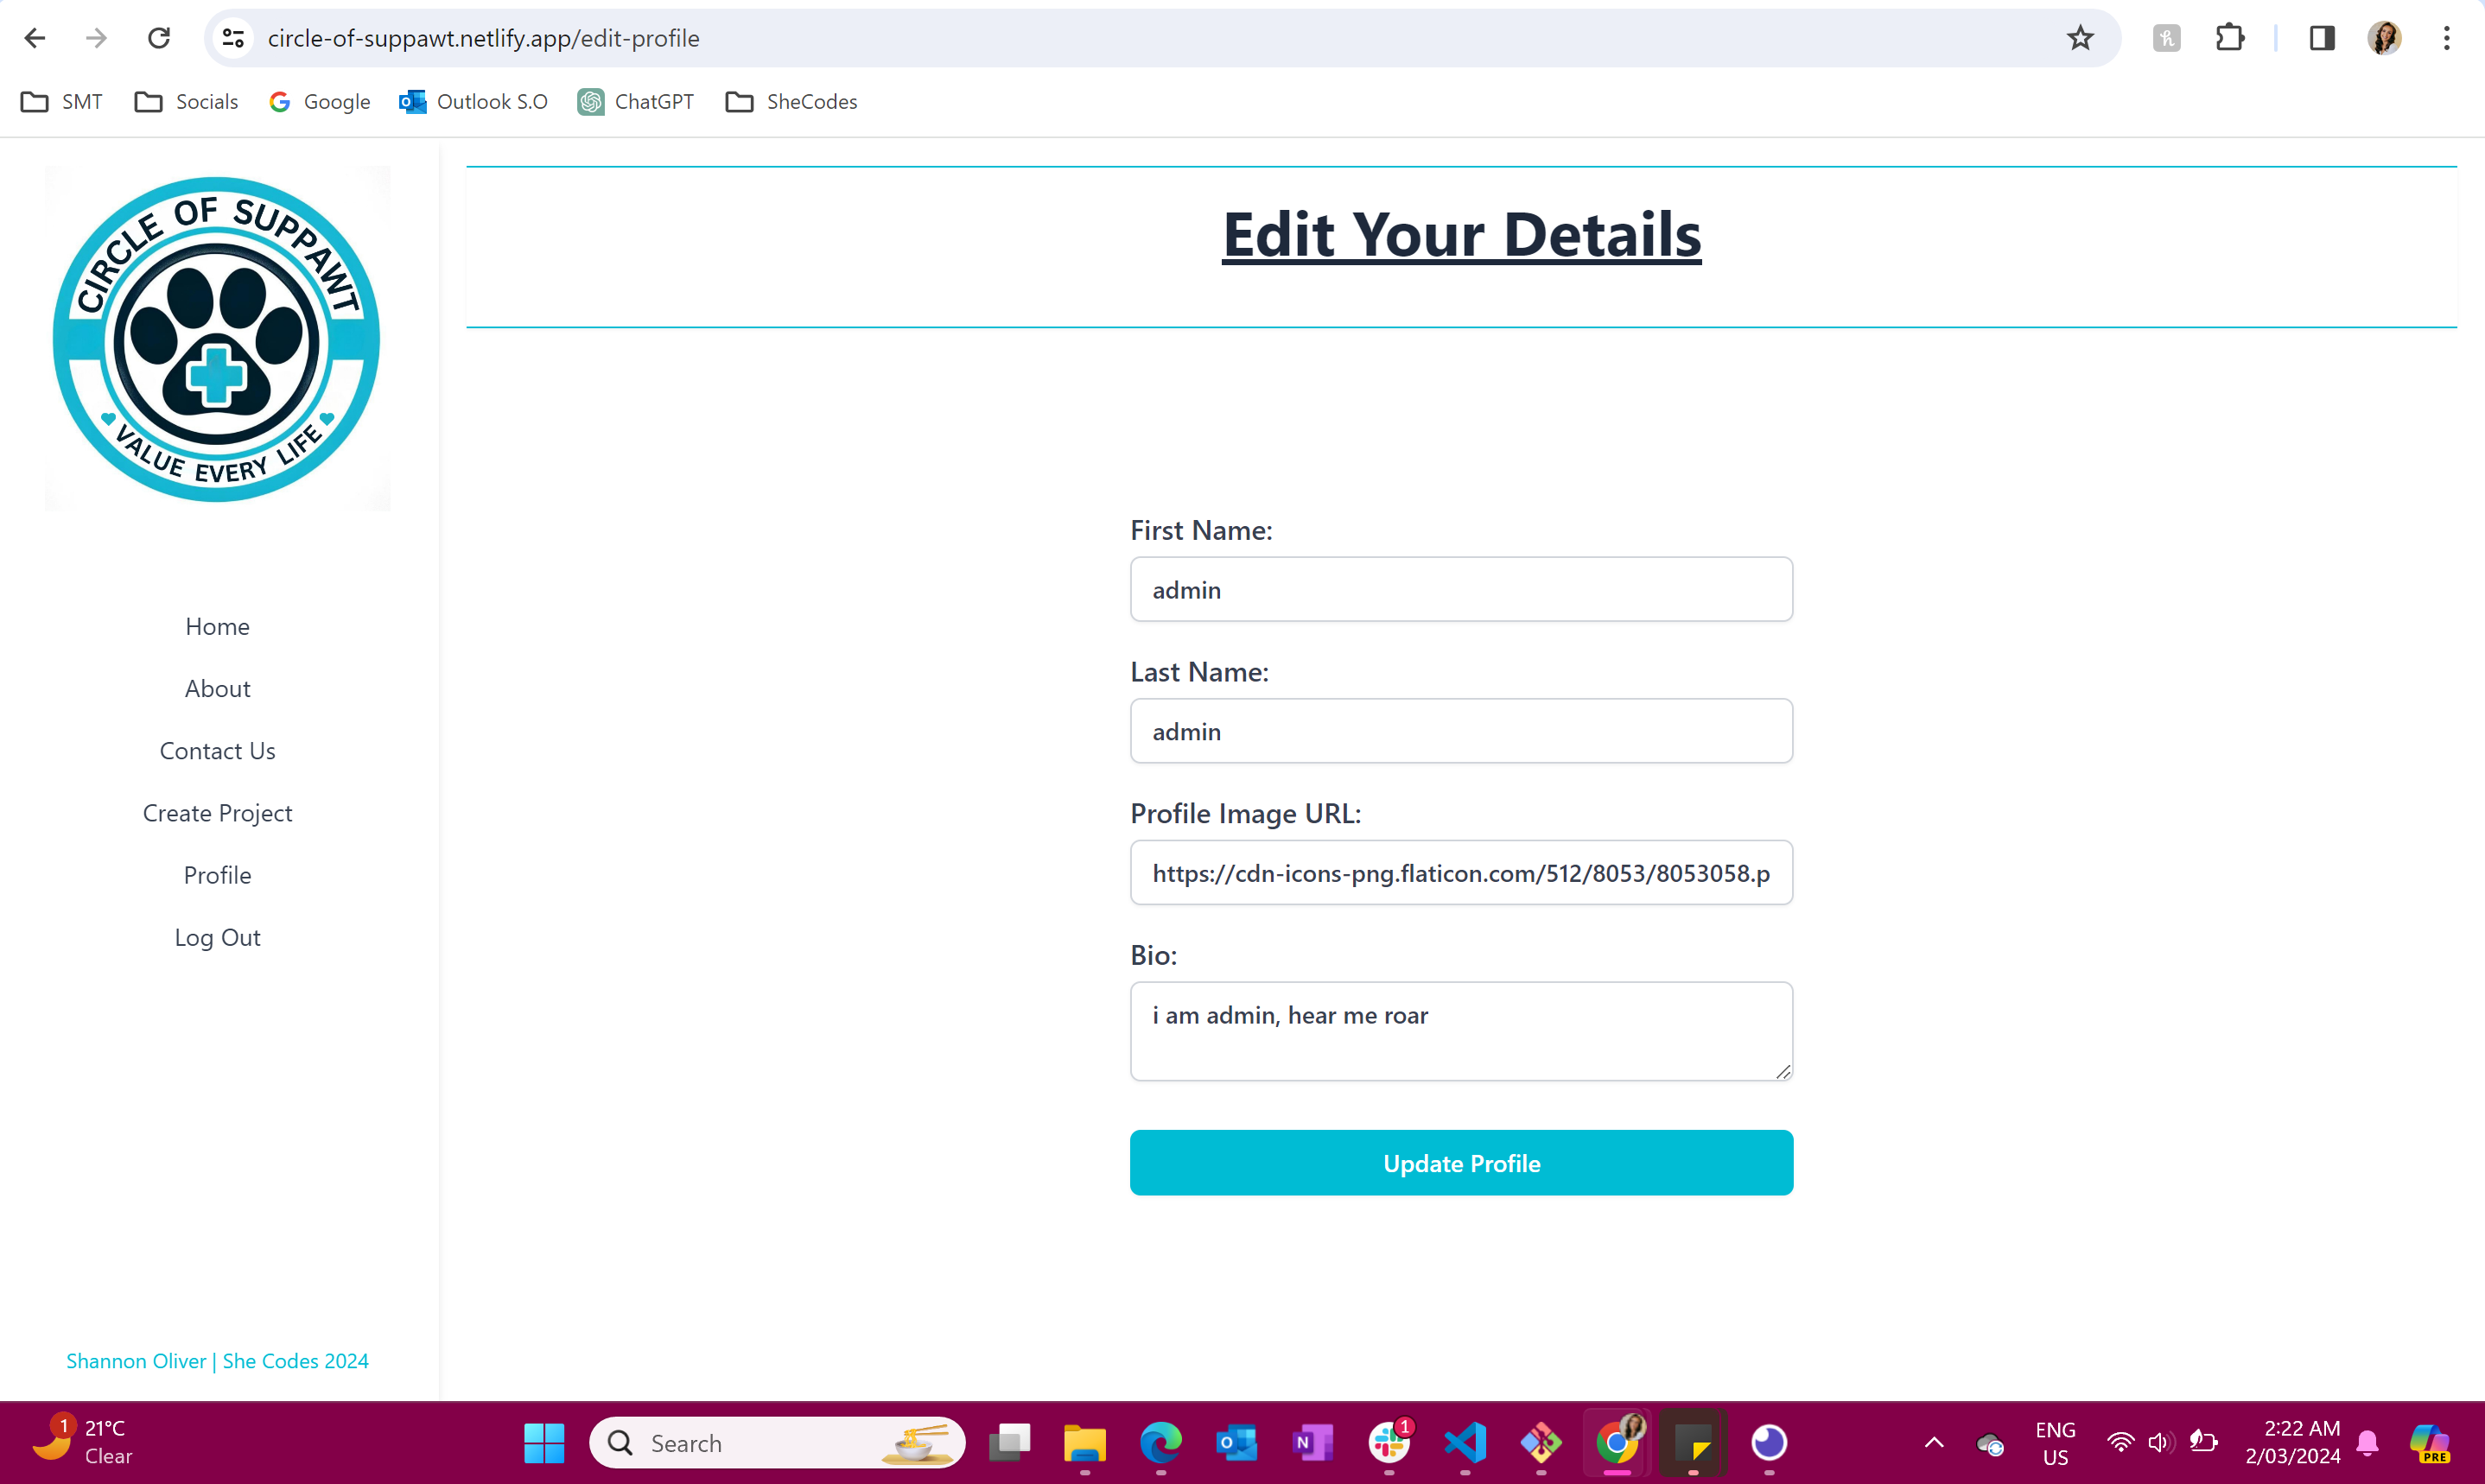 circle-of-suppawt.netlify.app/edit-profile
SMT
Socials
Google
Outlook S.O
ChatGPT
SheCodes
CIRCLE OF SUPPAWT
VALUE EVERY LIFE
Home
About
Contact Us
Create Project
Profile
Log Out
Shannon Oliver | She Codes 2024
Edit Your Details
First Name:
admin
Last Name:
admin
Profile Image URL:
https://cdn-icons-png.flaticon.com/512/8053/8053058.p
Bio:
i am admin, hear me roar
Update Profile
1
21°C
Clear
Search
1
ENG
US
2:22 AM
2/03/2024
PRE